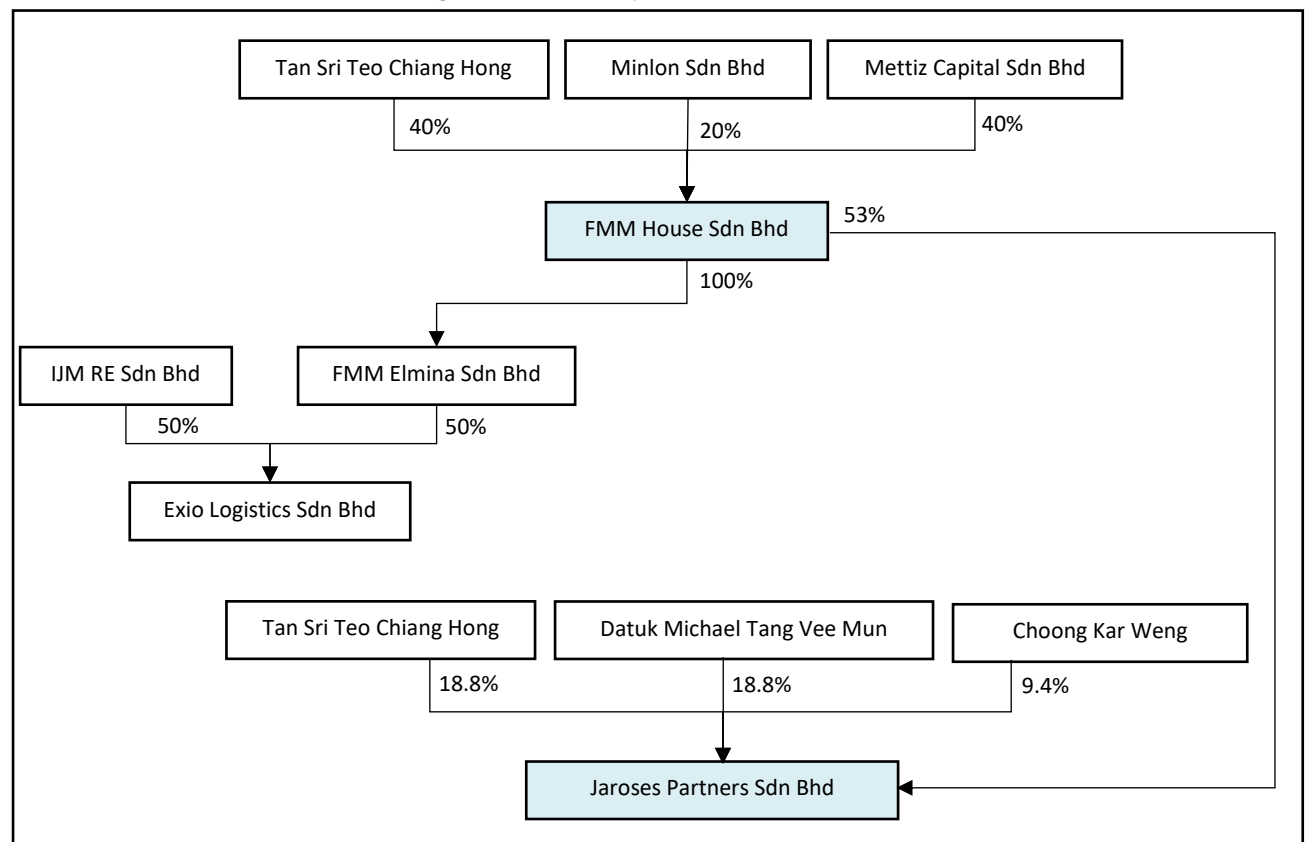 Tan Sri Teo Chiang Hong
Minlon Sdn Bhd
Mettiz Capital Sdn Bhd
40%
20%
40%
FMM House Sdn Bhd
53%
100%
IJM RE Sdn Bhd
FMM Elmina Sdn Bhd
50%
50%
Exio Logistics Sdn Bhd
Tan Sri Teo Chiang Hong
Datuk Michael Tang Vee Mun
Choong Kar Weng
18.8%
18.8%
9.4%
Jaroses Partners Sdn Bhd